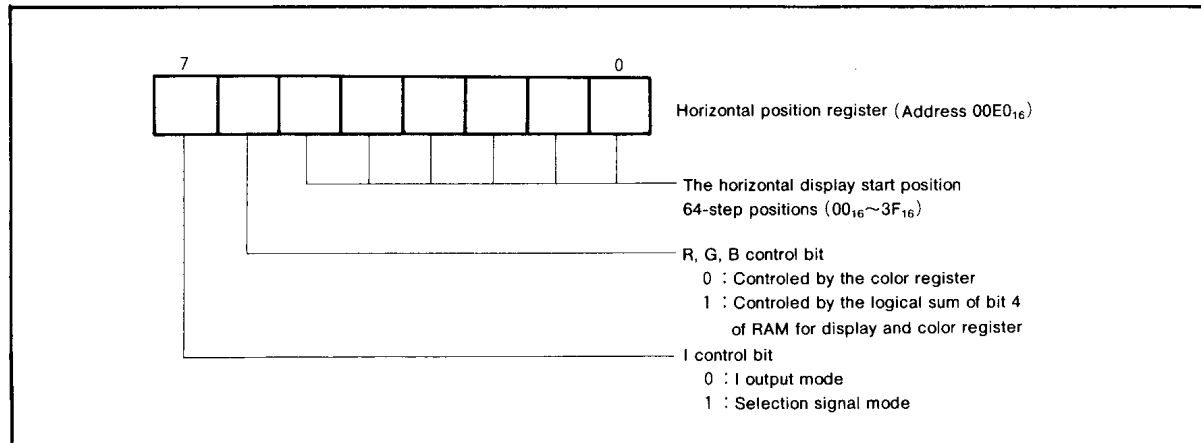 7 0
Horizontal position register (Address 00E0₁₆)
The horizontal display start position
64-step positions (00₁₆~3F₁₆)
R, G, B control bit
0 : Controled by the color register
1 : Controled by the logical sum of bit 4
of RAM for display and color register
I control bit
0 : I output mode
1 : Selection signal mode